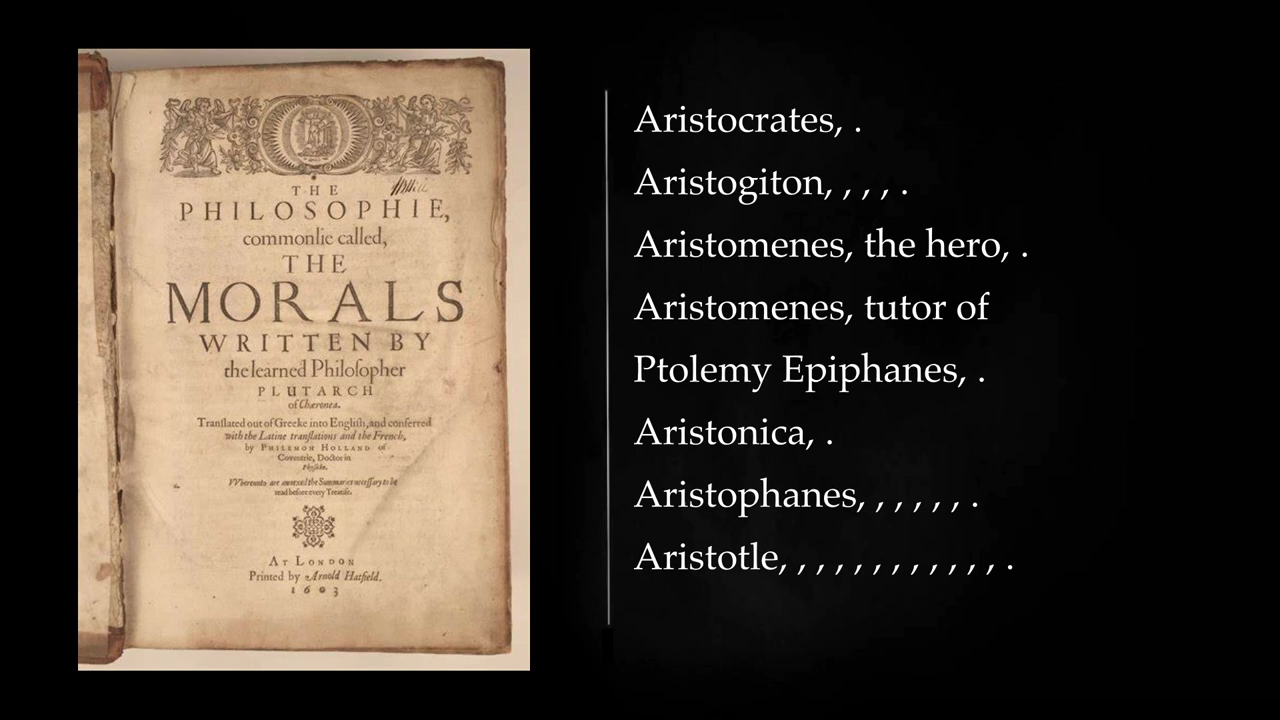 THE
PHILOSOPHIE,
commonlie called,
THE
MORALS
WRITTEN BY
the learned Philoſopher
PLUTARCH
of Chæronea.
Tranſlated out of Greeke into Engliſh, and conferred
with the Latine tranſlations and the French,
by PHILEMON HOLLAND of
Coventrie, Doctor in
Phyſicke.
VVhereunto are annexed the Summaries neceſſary to be
read before every Treatiſe.
AT LONDON
Printed by Arnold Hatfield.
1603
Aristocrates, .
Aristogiton, , , , .
Aristomenes, the hero, .
Aristomenes, tutor of
Ptolemy Epiphanes, .
Aristonica, .
Aristophanes, , , , , , .
Aristotle, , , , , , , , , , , , .